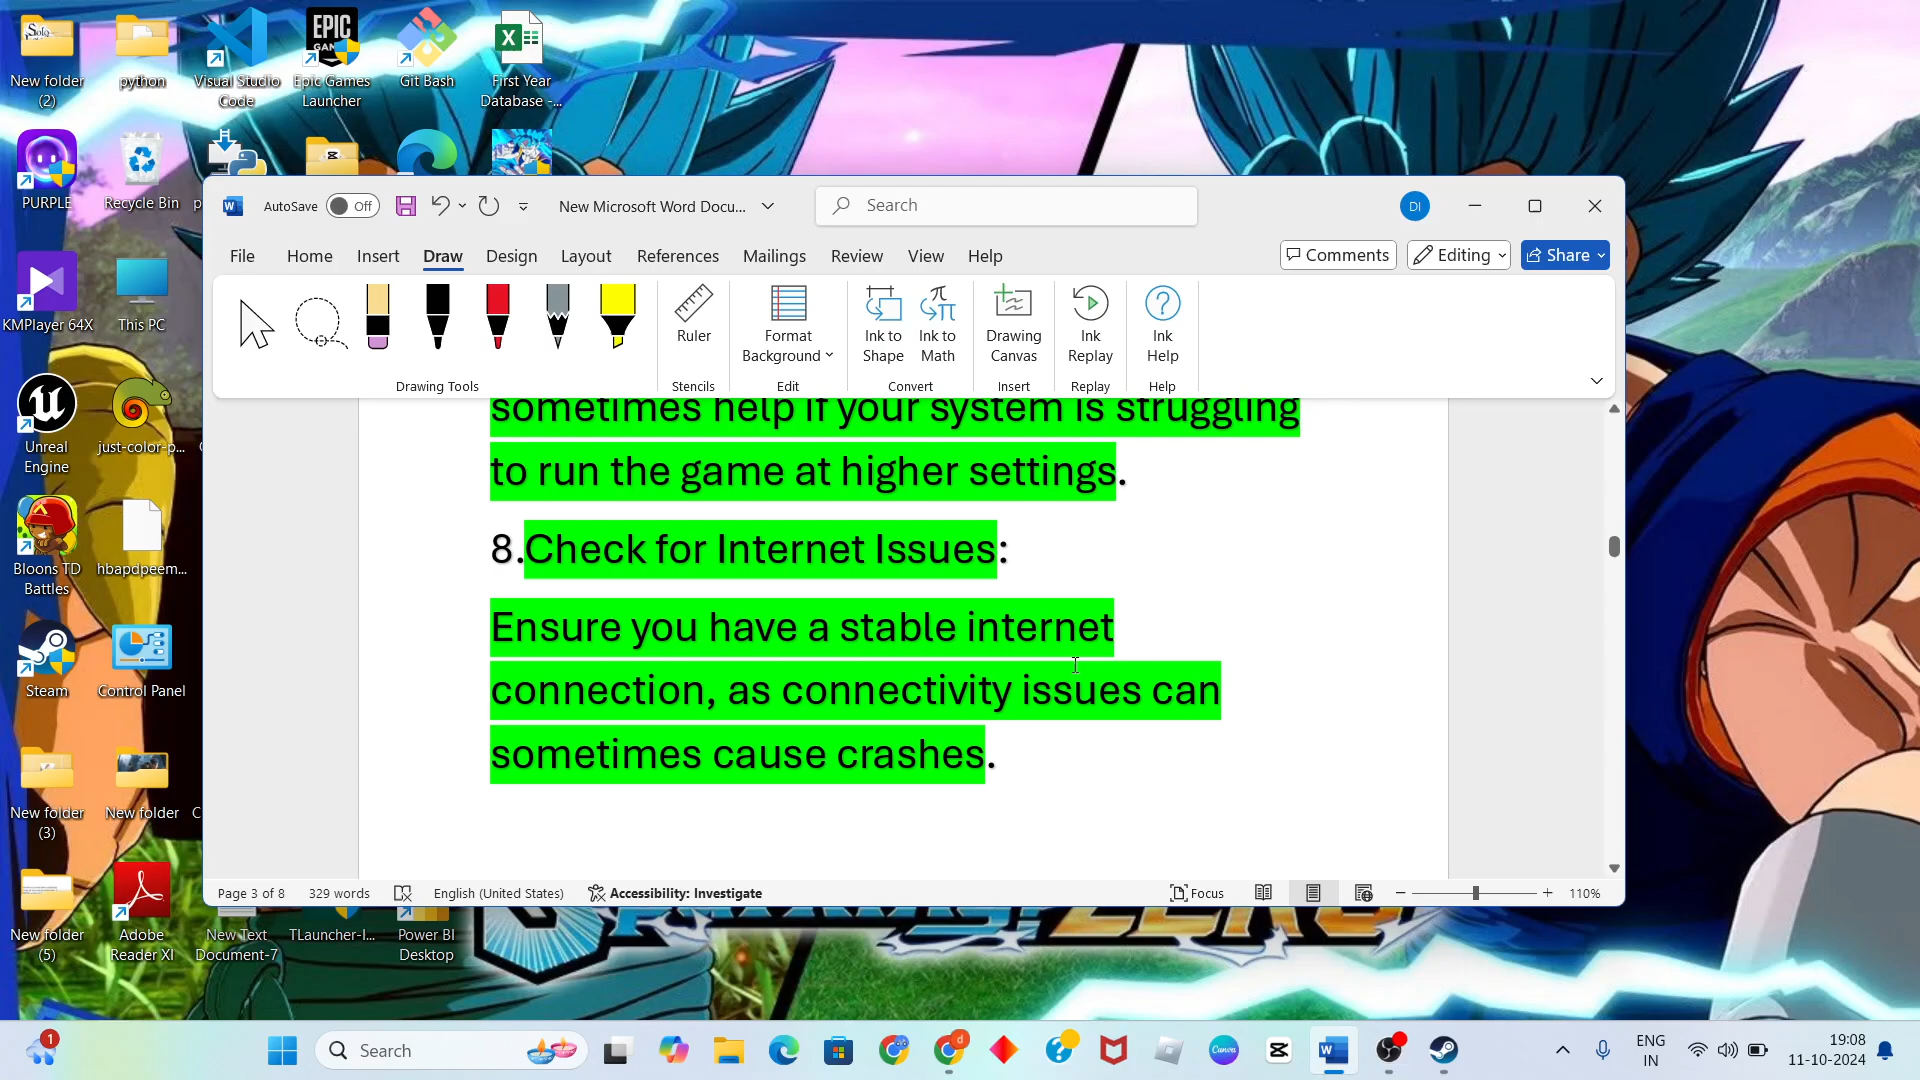 Solo
New folder
(2)
python
Visual Studio
Code
EPIC
GAMES
Epic Games
Launcher
Git Bash
First Year
Database -...
PURPLE
Recycle Bin
AutoSave
Off
New Microsoft Word Docu...
Search
DI
File
Home
Insert
Draw
Design
Layout
References
Mailings
Review
View
Help
Comments
Editing
Share
KMPlayer 64X
This PC
Ruler
Format
Background
Ink to
Shape
Ink to
Math
Drawing
Canvas
Ink
Replay
Ink
Help
Drawing Tools
Stencils
Edit
Convert
Insert
Replay
Help
Unreal
Engine
just-color-p...
sometimes help if your system is struggling
to run the game at higher settings.
8.Check for Internet Issues:
Ensure you have a stable internet
connection, as connectivity issues can
sometimes cause crashes.
Bloons TD
Battles
hbapdpeem...
Steam
Control Panel
New folder
(3)
New folder
C
Page 3 of 8
329 words
English (United States)
Accessibility: Investigate
Focus
110%
New folder
(5)
Adobe
Reader XI
New Text
Document-7
TLauncher-I...
Power BI
Desktop
ZERO
1
Search
d
Canva
ENG
IN
19:08
11-10-2024